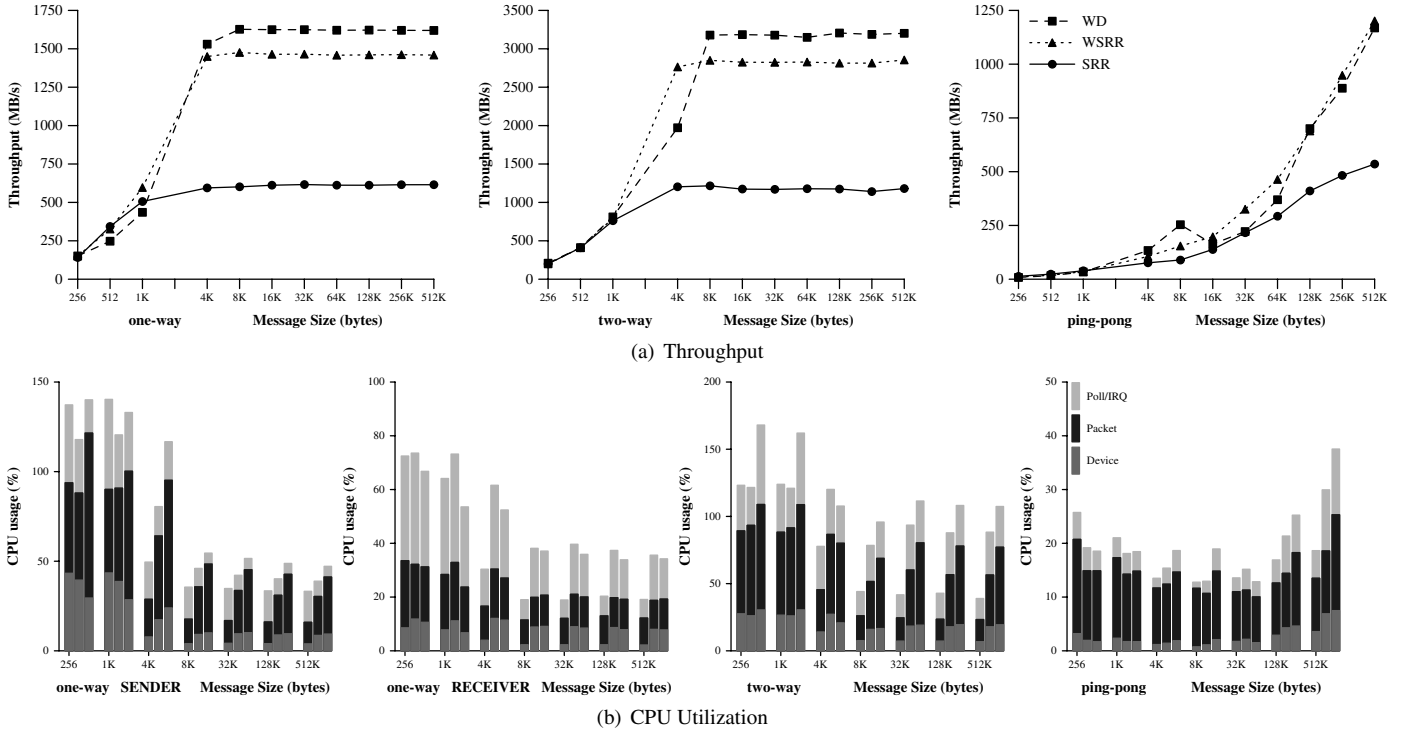 1750
1500
1250
1000
750
500
250
0
Throughput (MB/s)
256 512 1K 4K 8K 16K 32K 64K 128K 256K 512K
one-way Message Size (bytes)
3500
3000
2500
2000
1500
1000
500
0
Throughput (MB/s)
256 512 1K 4K 8K 16K 32K 64K 128K 256K 512K
two-way Message Size (bytes)
1250
1000
750
500
250
0
Throughput (MB/s)
WD
WSRR
SRR
256 512 1K 4K 8K 16K 32K 64K 128K 256K 512K
ping-pong Message Size (bytes)
(a) Throughput
150
100
50
0
CPU usage (%)
256 1K 4K 8K 32K 128K 512K
one-way SENDER Message Size (bytes)
100
80
60
40
20
0
CPU usage (%)
256 1K 4K 8K 32K 128K 512K
one-way RECEIVER Message Size (bytes)
200
150
100
50
0
CPU usage (%)
256 1K 4K 8K 32K 128K 512K
two-way Message Size (bytes)
50
40
30
20
10
0
CPU usage (%)
Poll/IRQ
Packet
Device
256 1K 4K 8K 32K 128K 512K
ping-pong Message Size (bytes)
(b) CPU Utilization